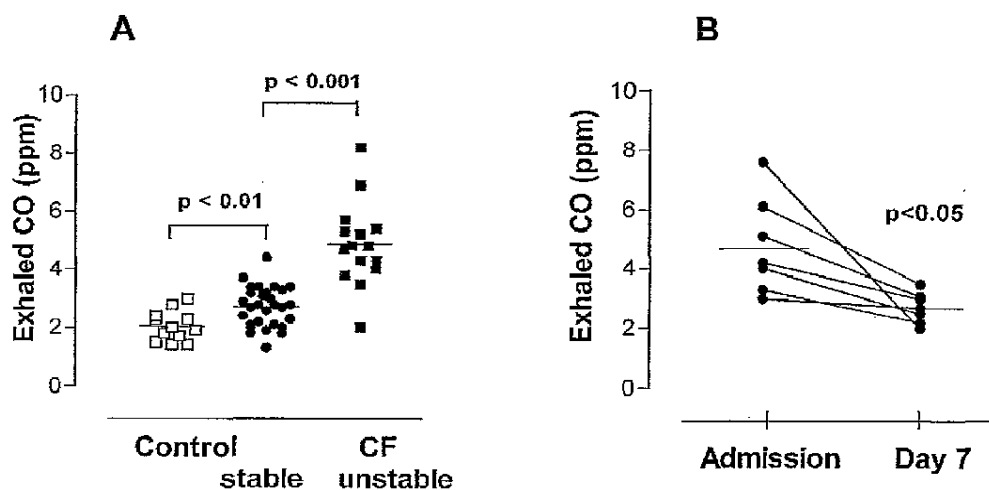 A
p < 0.001
p < 0.01
Exhaled CO (ppm)
10
8
6
4
2
0
Control
CF
stable
unstable
B
p<0.05
Exhaled CO (ppm)
10
8
6
4
2
0
Admission
Day 7